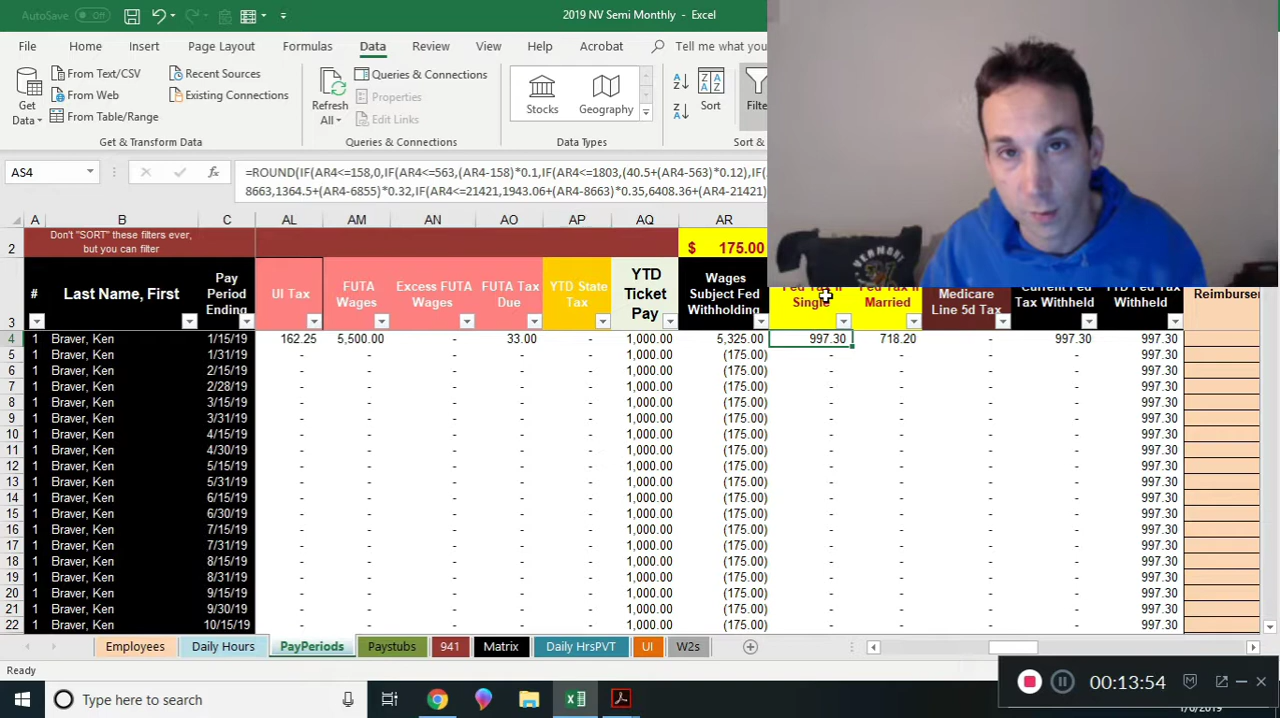 AutoSave Off 2019 NV Semi Monthly - Excel
File Home Insert Page Layout Formulas Data Review View Help Acrobat Tell me what you
Get Data From Text/CSV Recent Sources
From Web Existing Connections
From Table/Range
Get & Transform Data
Refresh All Queries & Connections
Properties
Edit Links
Queries & Connections
Stocks Geography
Data Types
Sort Filte
Sort &
AS4 fx =ROUND(IF(AR4<=158,0,IF(AR4<=563,(AR4-158)*0.1,IF(AR4<=1803,(40.5+(AR4-563)*0.12),I
8663,1364.5+(AR4-6855)*0.32,IF(AR4<=21421,1943.06+(AR4-8663)*0.35,6408.36+(AR4-21421)
A B C AL AM AN AO AP AQ AR
2 Don't "SORT" these filters ever, but you can filter $ 175.00
3 # Last Name, First Pay Period Ending UI Tax FUTA Wages Excess FUTA Wages FUTA Tax Due YTD State Tax YTD Ticket Pay Wages Subject Fed Withholding Fed Tax if Single Fed Tax if Married Medicare Line 5d Tax Current Fed Tax Withheld YTD Fed Tax Withheld Reimburse
4 1 Braver, Ken 1/15/19 162.25 5,500.00 - 33.00 - 1,000.00 5,325.00 997.30 718.20 - 997.30 997.30
5 1 Braver, Ken 1/31/19 - - - - - 1,000.00 (175.00) - - - - 997.30
6 1 Braver, Ken 2/15/19 - - - - - 1,000.00 (175.00) - - - - 997.30
7 1 Braver, Ken 2/28/19 - - - - - 1,000.00 (175.00) - - - - 997.30
8 1 Braver, Ken 3/15/19 - - - - - 1,000.00 (175.00) - - - - 997.30
9 1 Braver, Ken 3/31/19 - - - - - 1,000.00 (175.00) - - - - 997.30
10 1 Braver, Ken 4/15/19 - - - - - 1,000.00 (175.00) - - - - 997.30
11 1 Braver, Ken 4/30/19 - - - - - 1,000.00 (175.00) - - - - 997.30
12 1 Braver, Ken 5/15/19 - - - - - 1,000.00 (175.00) - - - - 997.30
13 1 Braver, Ken 5/31/19 - - - - - 1,000.00 (175.00) - - - - 997.30
14 1 Braver, Ken 6/15/19 - - - - - 1,000.00 (175.00) - - - - 997.30
15 1 Braver, Ken 6/30/19 - - - - - 1,000.00 (175.00) - - - - 997.30
16 1 Braver, Ken 7/15/19 - - - - - 1,000.00 (175.00) - - - - 997.30
17 1 Braver, Ken 7/31/19 - - - - - 1,000.00 (175.00) - - - - 997.30
18 1 Braver, Ken 8/15/19 - - - - - 1,000.00 (175.00) - - - - 997.30
19 1 Braver, Ken 8/31/19 - - - - - 1,000.00 (175.00) - - - - 997.30
20 1 Braver, Ken 9/15/19 - - - - - 1,000.00 (175.00) - - - - 997.30
21 1 Braver, Ken 9/30/19 - - - - - 1,000.00 (175.00) - - - - 997.30
22 1 Braver, Ken 10/15/19 - - - - - 1,000.00 (175.00) - - - - 997.30
VERMONT
Employees Daily Hours PayPeriods Paystubs 941 Matrix Daily HrsPVT UI W2s
Ready
00:13:54
Type here to search